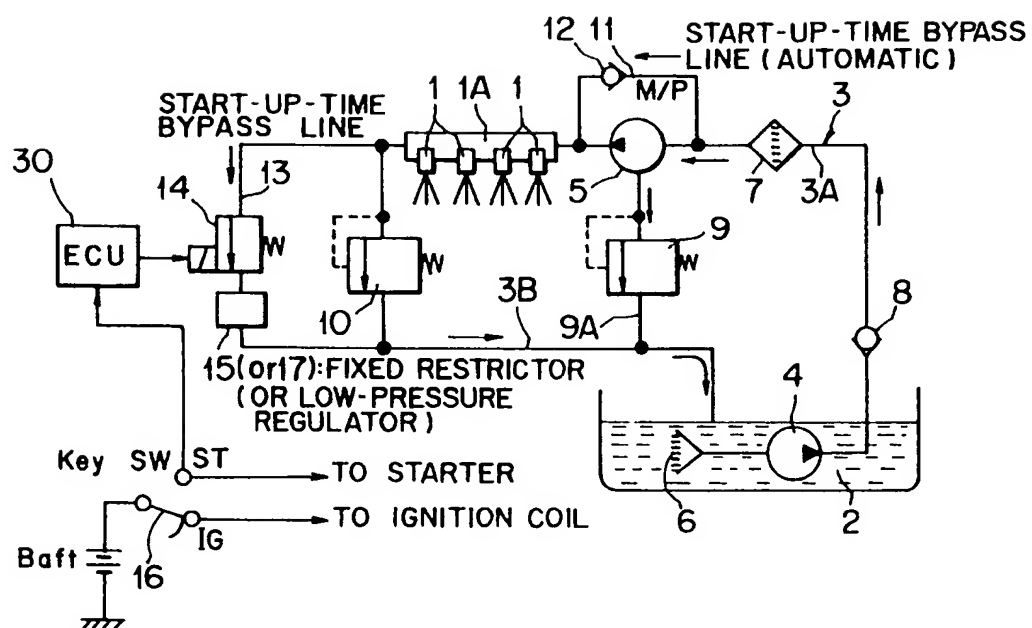 12 11
START-UP-TIME BYPASS
LINE (AUTOMATIC)
M/P
1 1A 1
3
START-UP-TIME
BYPASS LINE
30
14
13
5
7
3A
ECU
9
10
3B
9A
8
15(or17):FIXED RESTRICTOR
(OR LOW-PRESSURE
REGULATOR)
4
Key SW ST
TO STARTER
6
2
TO IGNITION COIL
IG
Baft
16